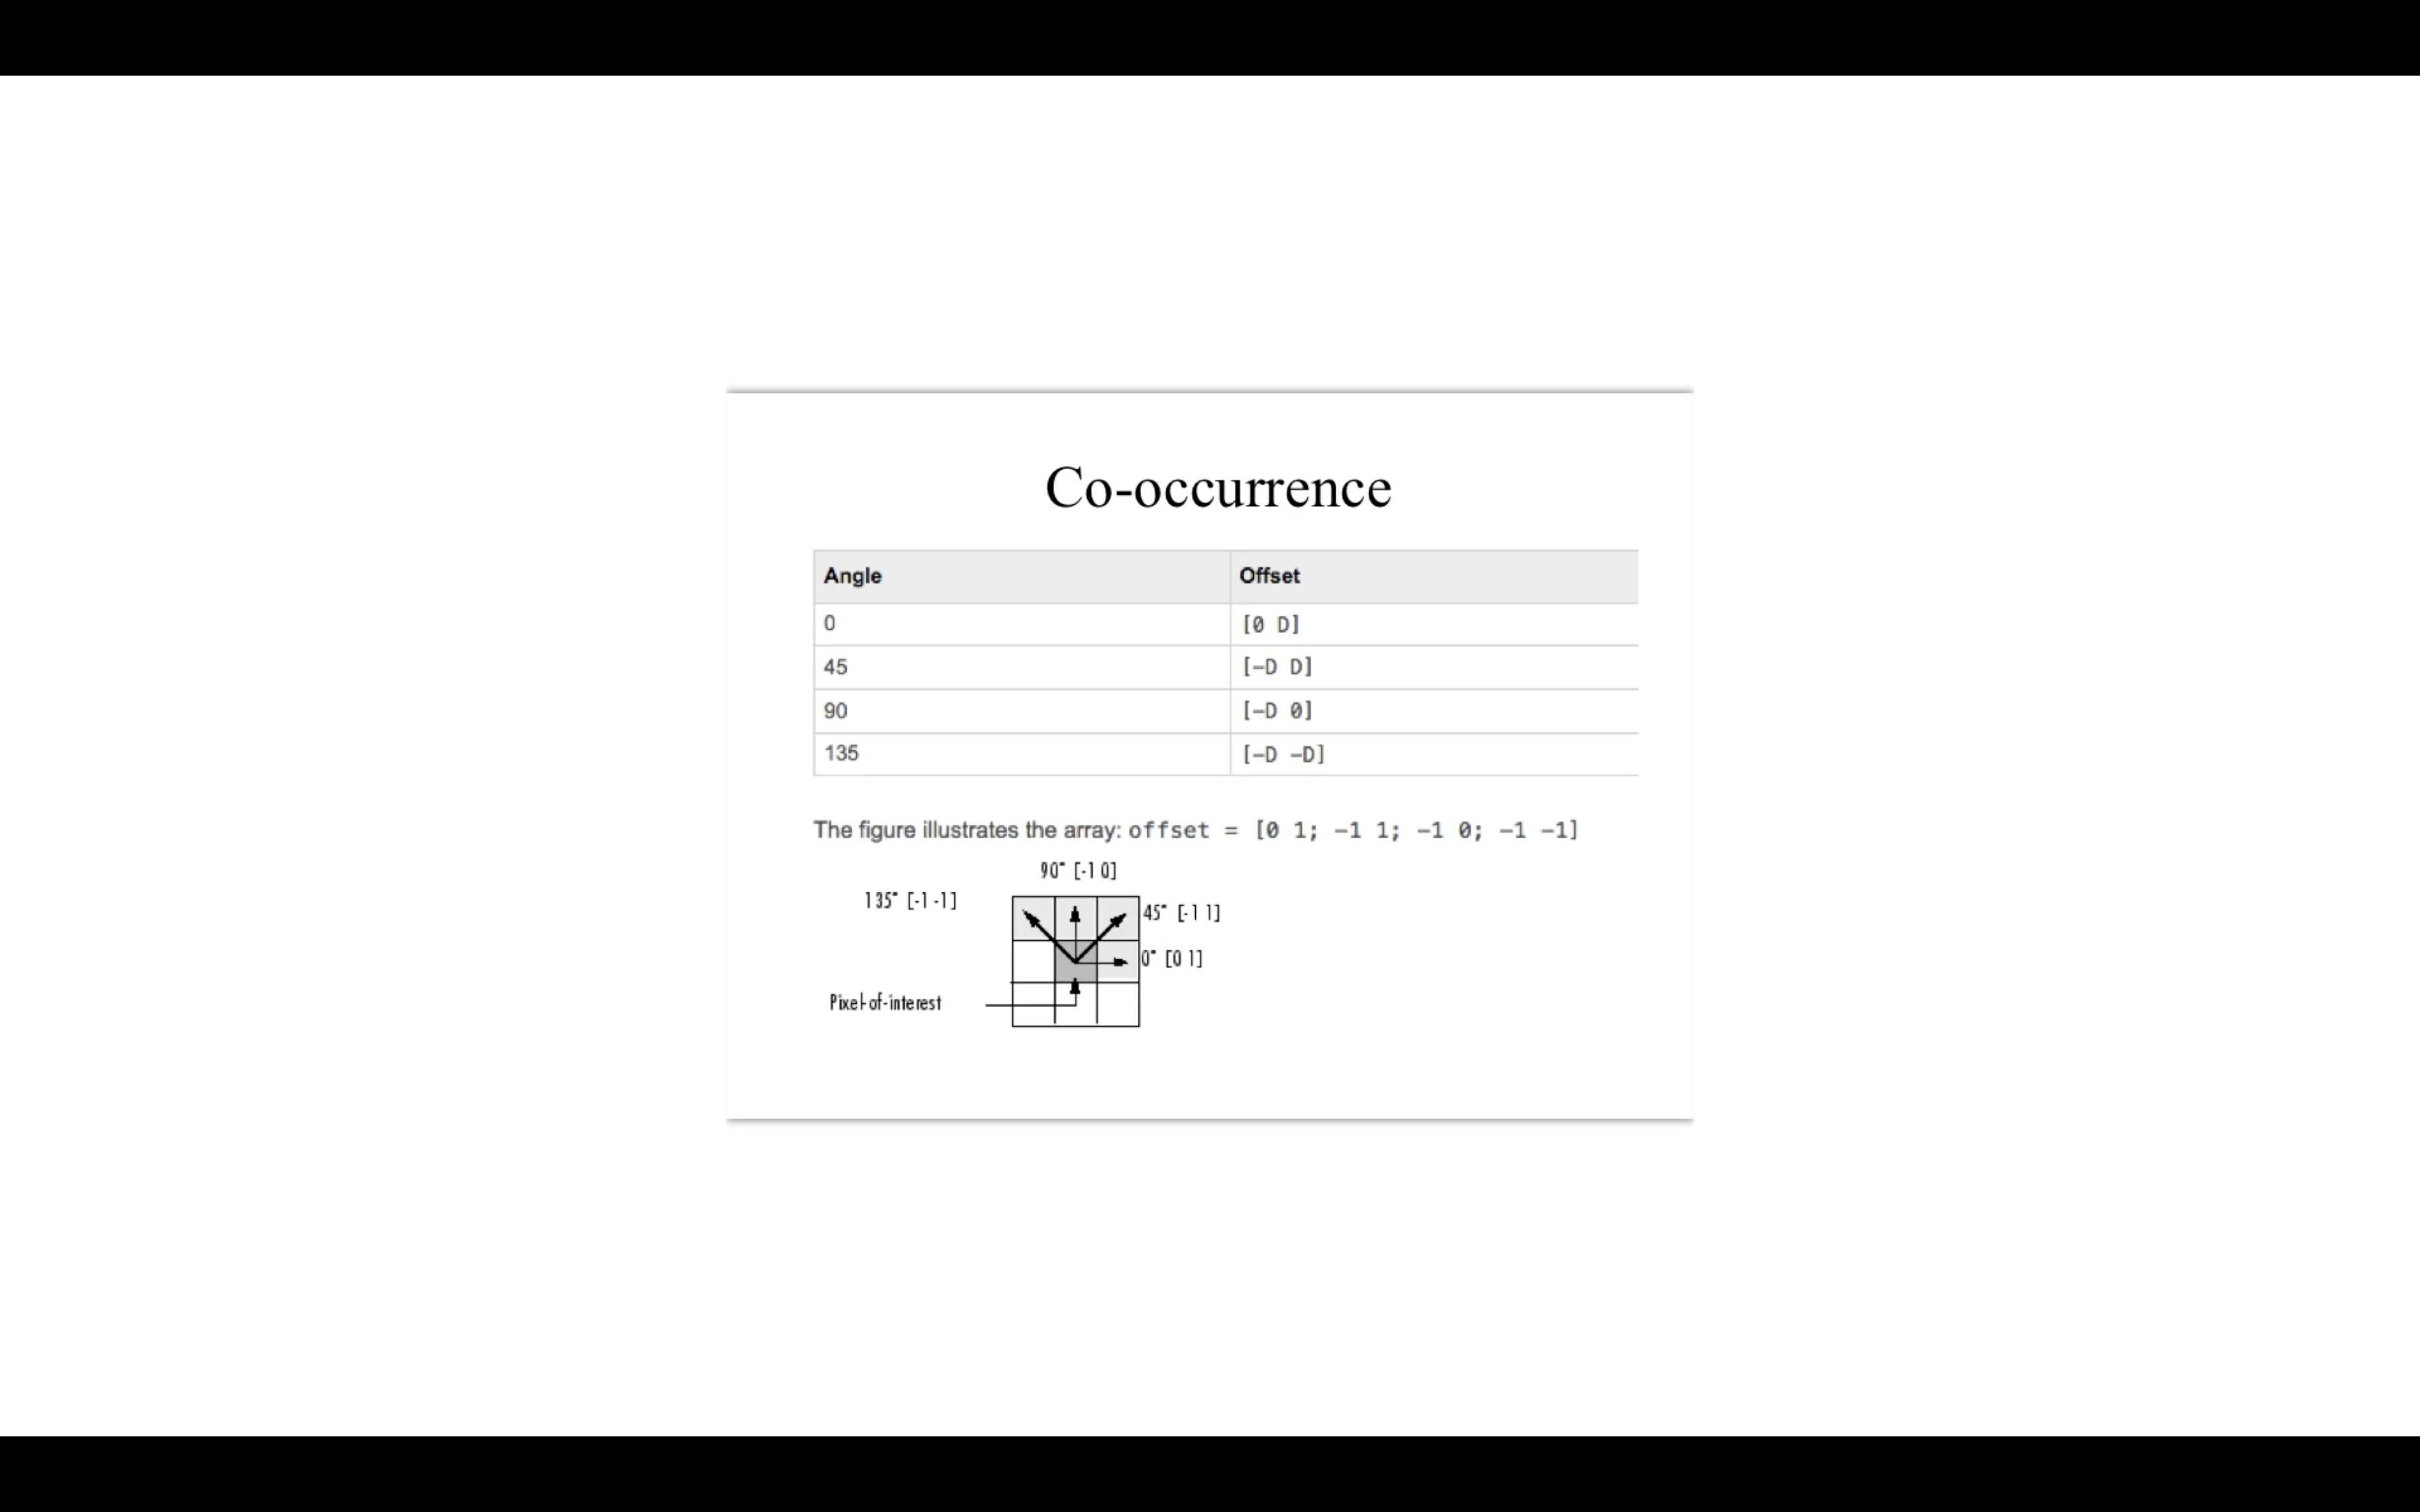 Co-occurrence
Angle Offset
0 [0 D]
45 [-D D]
90 [-D 0]
135 [-D -D]
The figure illustrates the array: offset = [0 1; -1 1; -1 0; -1 -1]
90° [-1 0]
135° [-1 -1]
45° [-1 1]
0° [0 1]
Pixel-of-interest